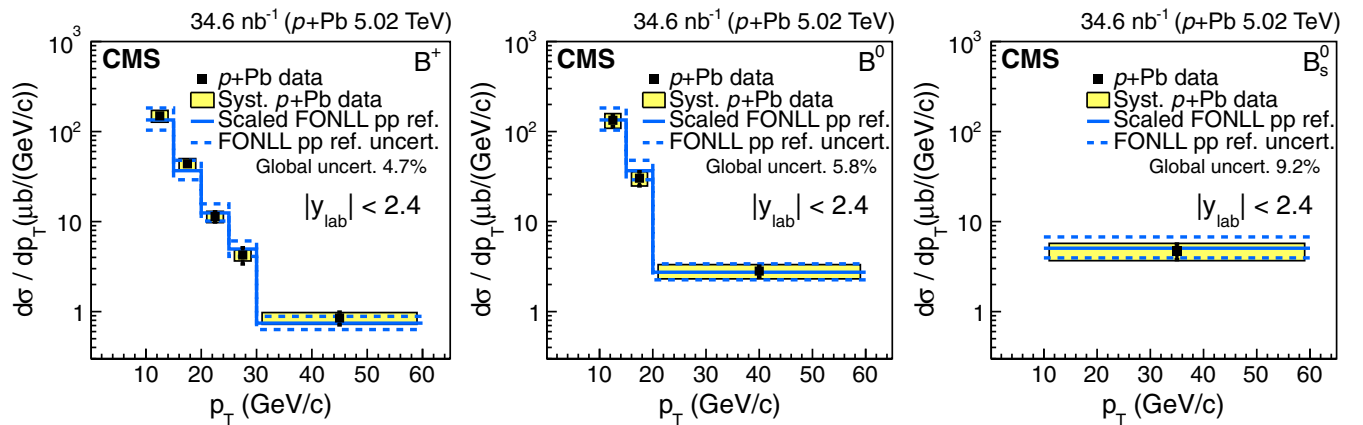 34.6 nb⁻¹ (p+Pb 5.02 TeV)
CMS
B⁺
p+Pb data
Syst. p+Pb data
Scaled FONLL pp ref.
FONLL pp ref. uncert.
Global uncert. 4.7%
|y_lab| < 2.4
dσ / dp_T(μb/(GeV/c))
10³
10²
10
1
10 20 30 40 50 60
p_T (GeV/c)
34.6 nb⁻¹ (p+Pb 5.02 TeV)
CMS
B⁰
p+Pb data
Syst. p+Pb data
Scaled FONLL pp ref.
FONLL pp ref. uncert.
Global uncert. 5.8%
|y_lab| < 2.4
dσ / dp_T(μb/(GeV/c))
10³
10²
10
1
10 20 30 40 50 60
p_T (GeV/c)
34.6 nb⁻¹ (p+Pb 5.02 TeV)
CMS
B_s⁰
p+Pb data
Syst. p+Pb data
Scaled FONLL pp ref.
FONLL pp ref. uncert.
Global uncert. 9.2%
|y_lab| < 2.4
dσ / dp_T(μb/(GeV/c))
10³
10²
10
1
10 20 30 40 50 60
p_T (GeV/c)